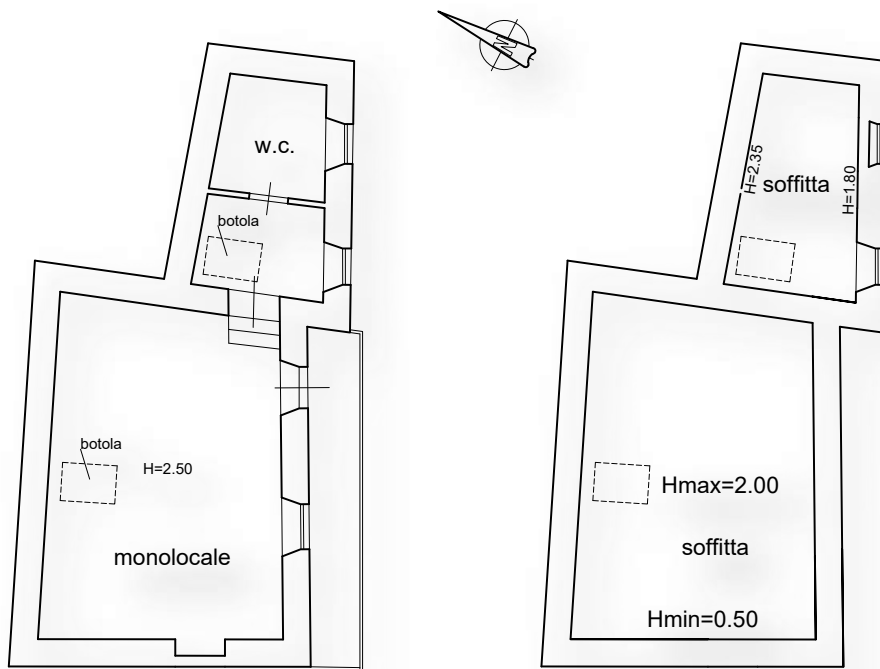 N
w.c.
botola
botola
H=2.50
monolocale
H=2.35
soffitta
H=1.80
Hmax=2.00
soffitta
Hmin=0.50